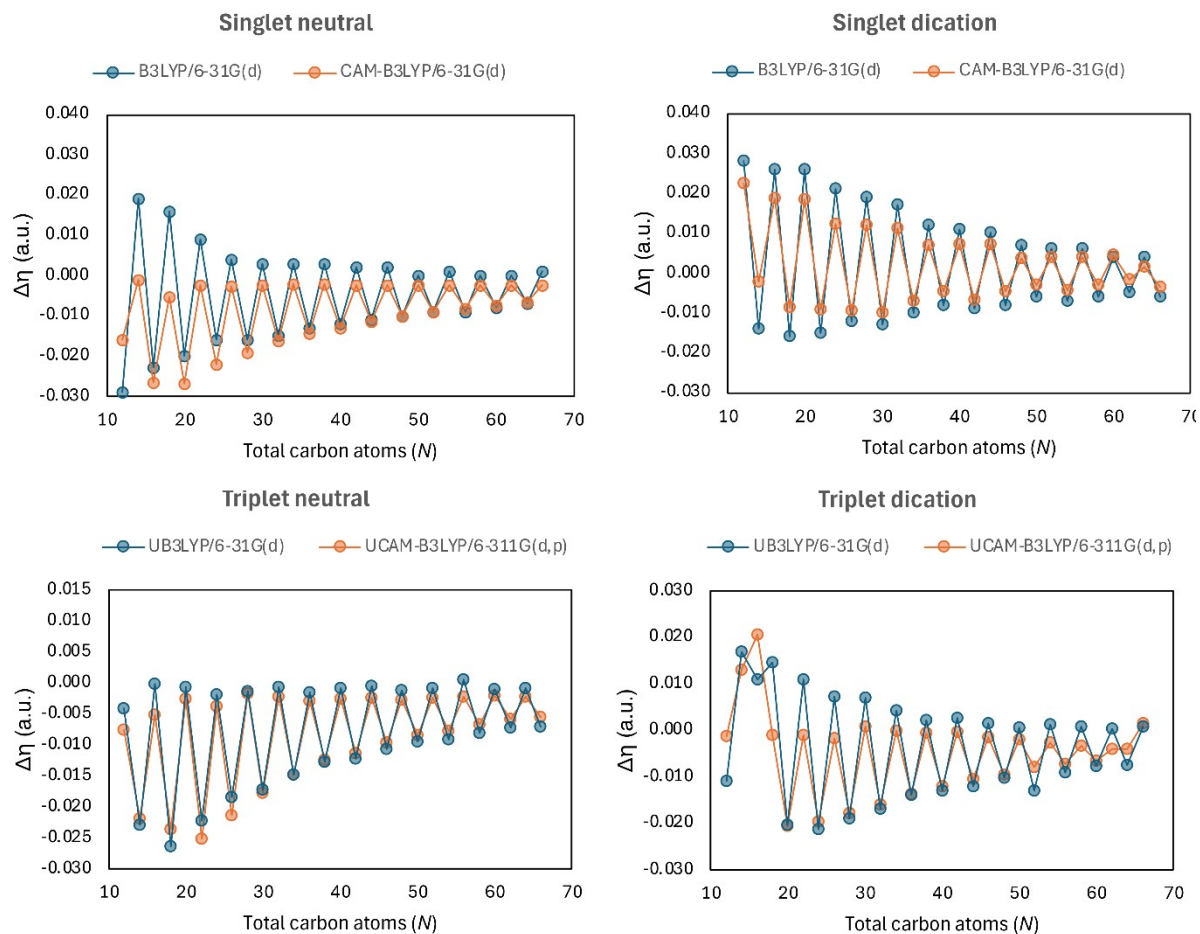 Singlet neutral
B3LYP/6-31G(d) CAM-B3LYP/6-31G(d)
0.040
0.030
0.020
0.010
0.000
-0.010
-0.020
-0.030
Δη (a.u.)
10 20 30 40 50 60 70
Total carbon atoms (N)
Singlet dication
B3LYP/6-31G(d) CAM-B3LYP/6-31G(d)
0.040
0.030
0.020
0.010
0.000
-0.010
-0.020
-0.030
Δη (a.u.)
10 20 30 40 50 60 70
Total carbon atoms (N)
Triplet neutral
UB3LYP/6-31G(d) UCAM-B3LYP/6-311G(d,p)
0.015
0.010
0.005
0.000
-0.005
-0.010
-0.015
-0.020
-0.025
-0.030
Δη (a.u.)
10 20 30 40 50 60 70
Total carbon atoms (N)
Triplet dication
UB3LYP/6-31G(d) UCAM-B3LYP/6-311G(d,p)
0.030
0.020
0.010
0.000
-0.010
-0.020
-0.030
Δη (a.u.)
10 20 30 40 50 60 70
Total carbon atoms (N)